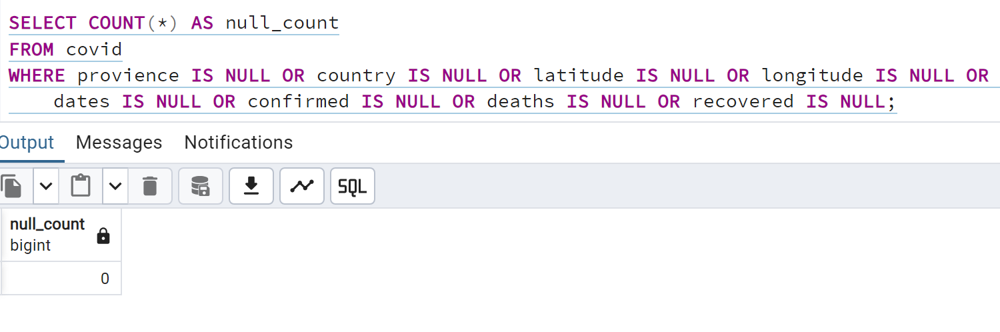 SELECT COUNT(*) AS null_count
FROM covid
WHERE provience IS NULL OR country IS NULL OR latitude IS NULL OR longitude IS NULL OR
dates IS NULL OR confirmed IS NULL OR deaths IS NULL OR recovered IS NULL;
Output Messages Notifications
SQL
null_count
bigint
0